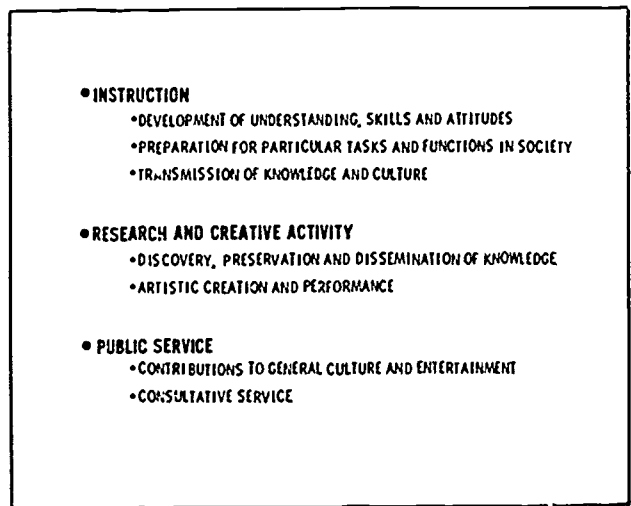 • INSTRUCTION
• DEVELOPMENT OF UNDERSTANDING, SKILLS AND ATTITUDES
• PREPARATION FOR PARTICULAR TASKS AND FUNCTIONS IN SOCIETY
• TRANSMISSION OF KNOWLEDGE AND CULTURE
• RESEARCH AND CREATIVE ACTIVITY
• DISCOVERY, PRESERVATION AND DISSEMINATION OF KNOWLEDGE
• ARTISTIC CREATION AND PERFORMANCE
• PUBLIC SERVICE
• CONTRIBUTIONS TO GENERAL CULTURE AND ENTERTAINMENT
• CONSULTATIVE SERVICE